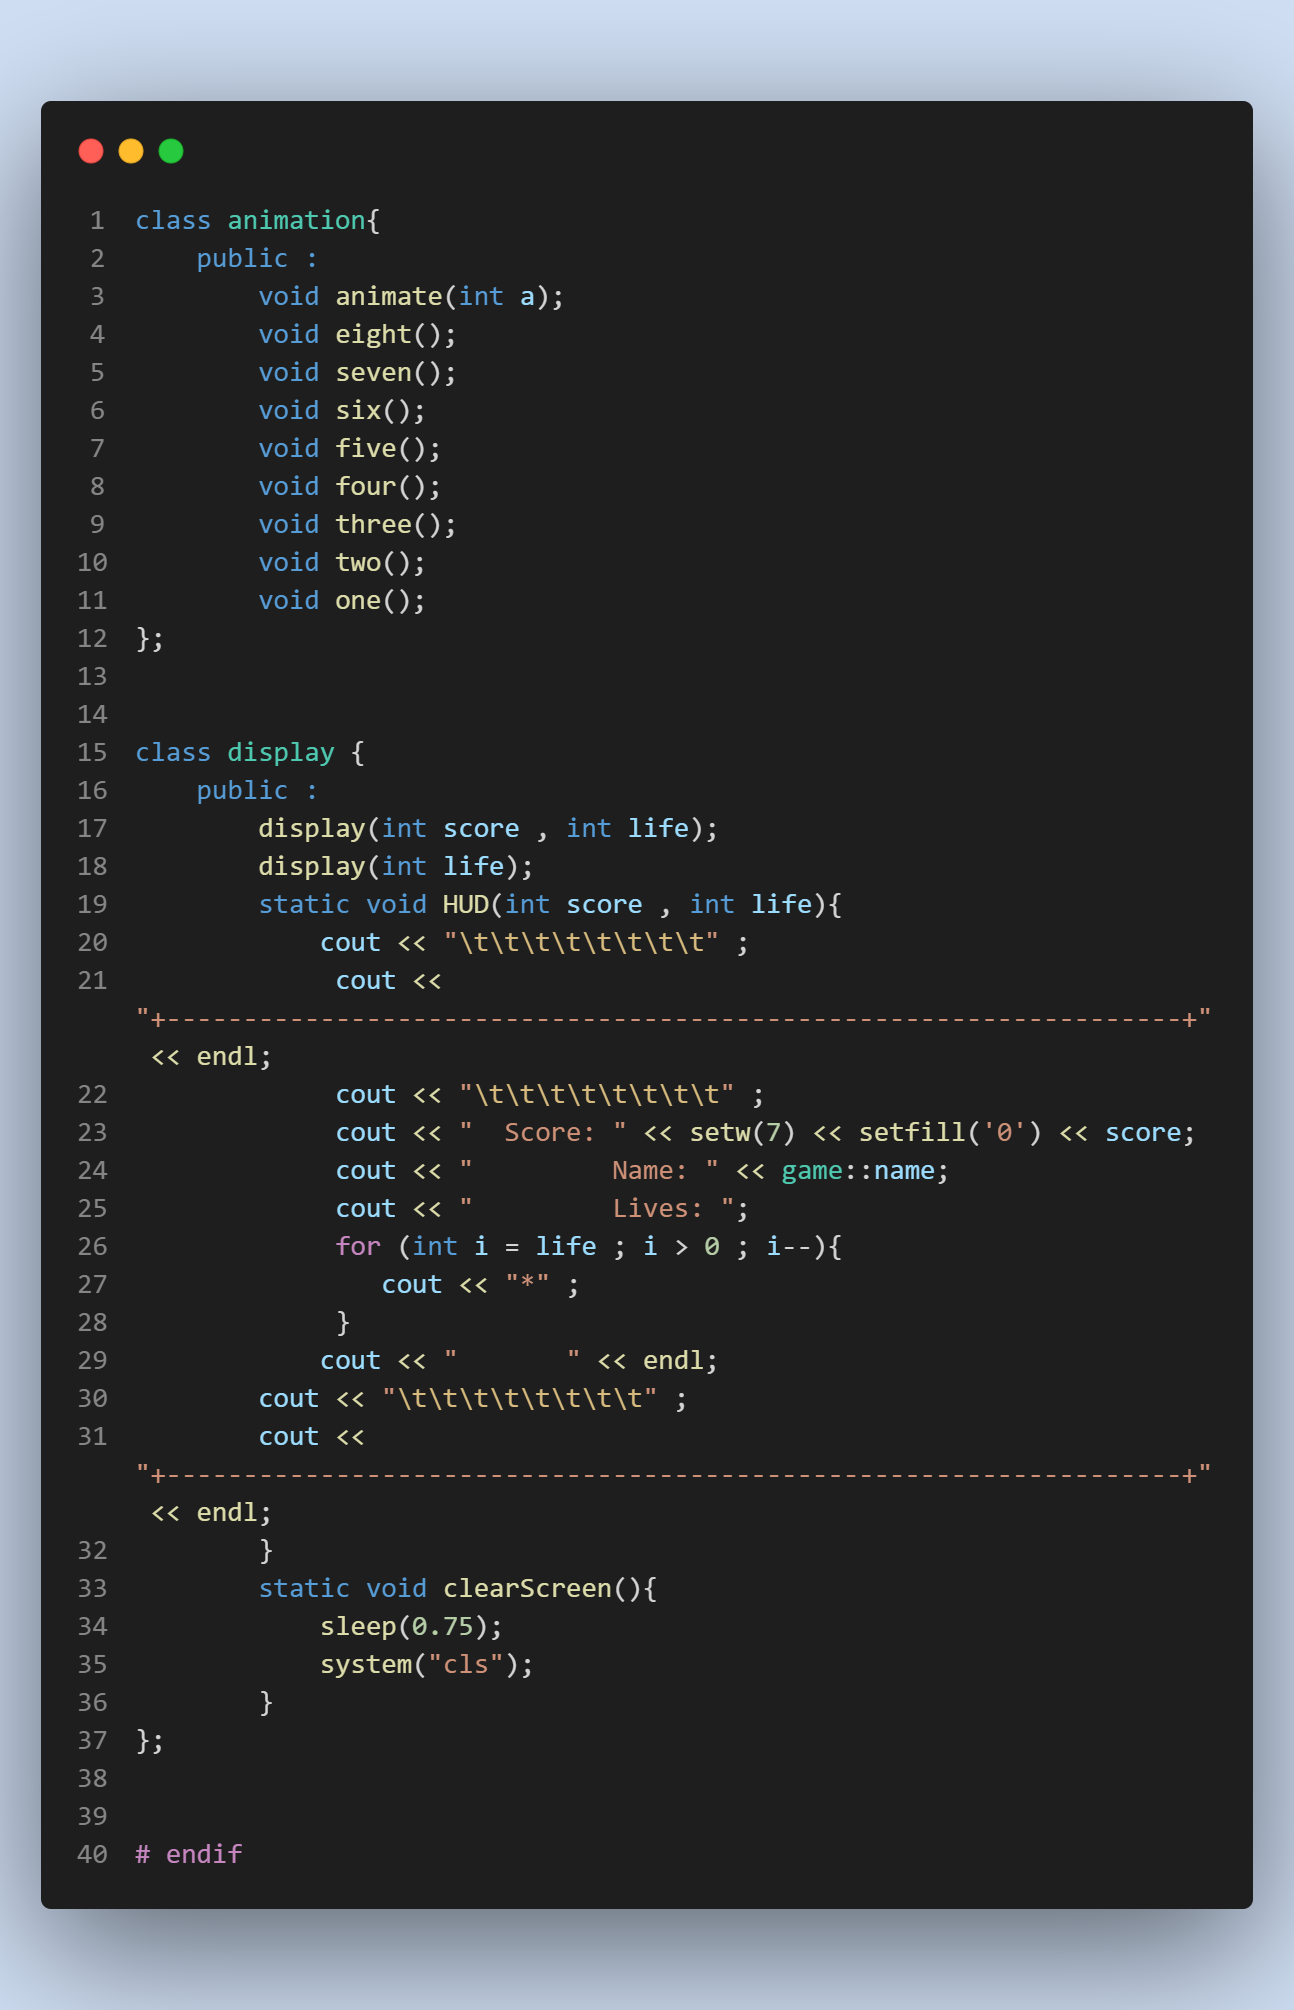 1 class animation{
2     public :
3         void animate(int a);
4         void eight();
5         void seven();
6         void six();
7         void five();
8         void four();
9         void three();
10         void two();
11         void one();
12 };
13
14
15 class display {
16     public :
17         display(int score , int life);
18         display(int life);
19         static void HUD(int score , int life){
20             cout << "\t\t\t\t\t\t\t\t" ;
21              cout <<
"+------------------------------------------------------------------+"
 << endl;
22              cout << "\t\t\t\t\t\t\t\t" ;
23              cout << "  Score: " << setw(7) << setfill('0') << score;
24              cout << "         Name: " << game::name;
25              cout << "         Lives: ";
26              for (int i = life ; i > 0 ; i--){
27                 cout << "*" ;
28              }
29             cout << "       " << endl;
30         cout << "\t\t\t\t\t\t\t\t" ;
31         cout <<
"+------------------------------------------------------------------+"
 << endl;
32         }
33         static void clearScreen(){
34             sleep(0.75);
35             system("cls");
36         }
37 };
38
39
40 # endif